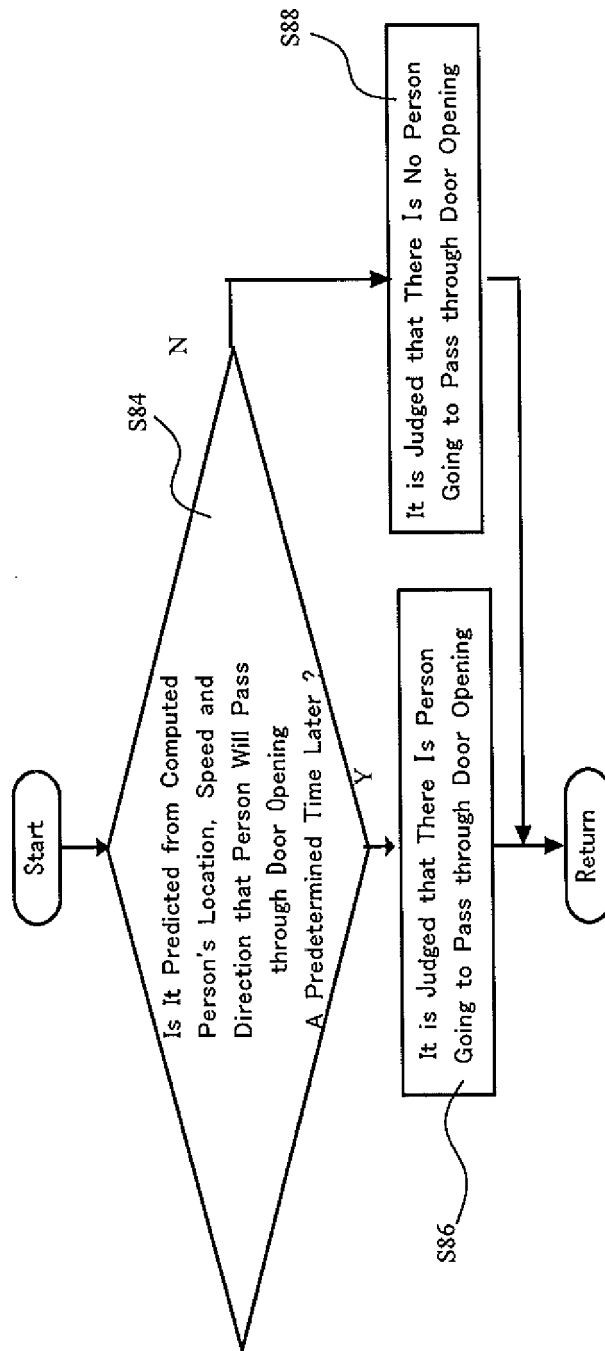 Start
S84
Is It Predicted from Computed
Person's Location, Speed and
Direction that Person Will Pass
through Door Opening
A Predetermined Time Later ?
N
Y
S86
It is Judged that There Is Person
Going to Pass through Door Opening
S88
It is Judged that There Is No Person
Going to Pass through Door Opening
Return